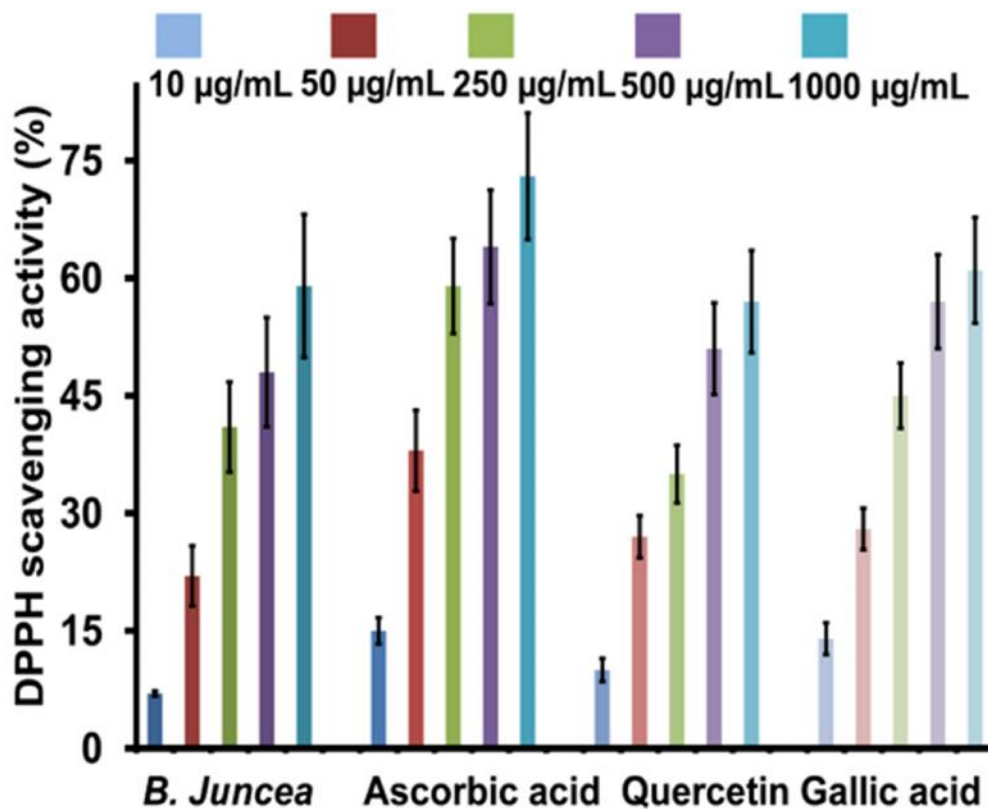 10 µg/mL 50 µg/mL 250 µg/mL 500 µg/mL 1000 µg/mL
DPPH scavenging activity (%)
75
60
45
30
15
0
B. Juncea Ascorbic acid Quercetin Gallic acid